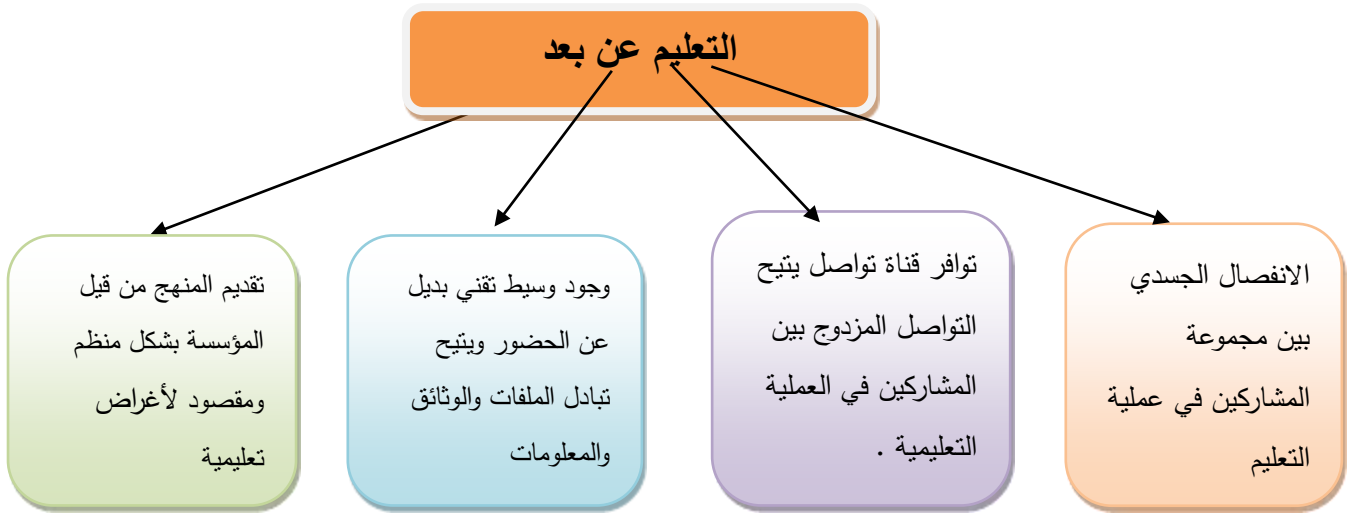 التعليم عن بعد
الانفصال الجسدي
بين مجموعة
المشاركين في عملية
التعليم
توافر قناة تواصل يتيح
التواصل المزدوج بين
المشاركين في العملية
التعليمية .
وجود وسيط تقني بديل
عن الحضور ويتيح
تبادل الملفات والوثائق
والمعلومات
تقديم المنهج من قيل
المؤسسة بشكل منظم
ومقصود لأغراض
تعليمية